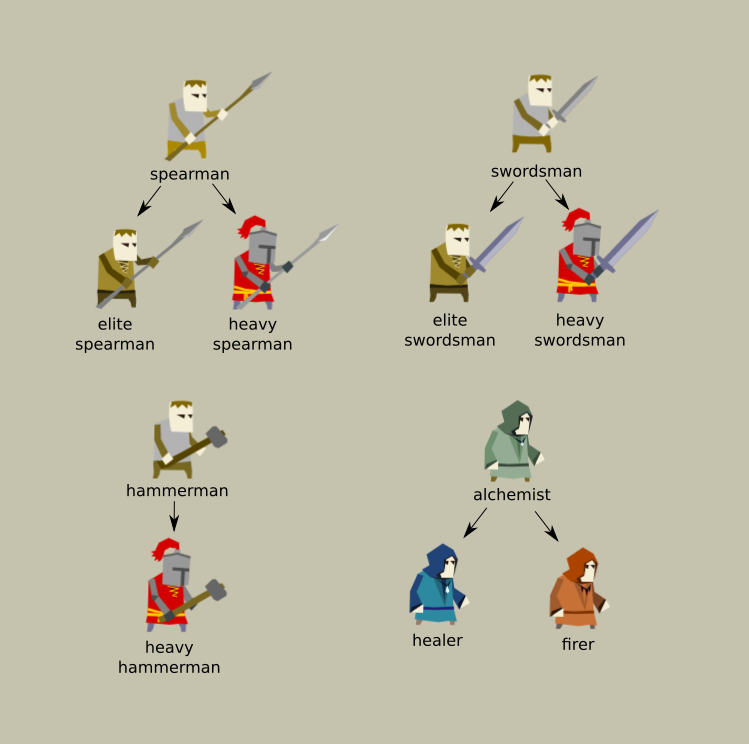 spearman
swordsman
elite
spearman
heavy
spearman
elite
swordsman
heavy
swordsman
hammerman
alchemist
heavy
hammerman
healer
firer